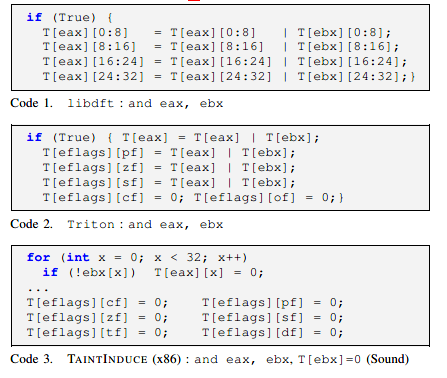 if (True) {
T[eax][0:8] = T[eax][0:8] | T[ebx][0:8];
T[eax][8:16] = T[eax][8:16] | T[ebx][8:16];
T[eax][16:24] = T[eax][16:24] | T[ebx][16:24];
T[eax][24:32] = T[eax][24:32] | T[ebx][24:32];}
Code 1. libdft : and eax, ebx
if (True) { T[eax] = T[eax] | T[ebx];
T[eflags][pf] = T[eax] | T[ebx];
T[eflags][zf] = T[eax] | T[ebx];
T[eflags][sf] = T[eax] | T[ebx];
T[eflags][cf] = 0; T[eflags][of] = 0;}
Code 2. Triton : and eax, ebx
for (int x = 0; x < 32; x++)
if (!ebx[x]) T[eax][x] = 0;
...
T[eflags][cf] = 0; T[eflags][pf] = 0;
T[eflags][zf] = 0; T[eflags][sf] = 0;
T[eflags][tf] = 0; T[eflags][df] = 0;
Code 3. TAINTINDUCE (x86) : and eax, ebx, T[ebx]=0 (Sound)